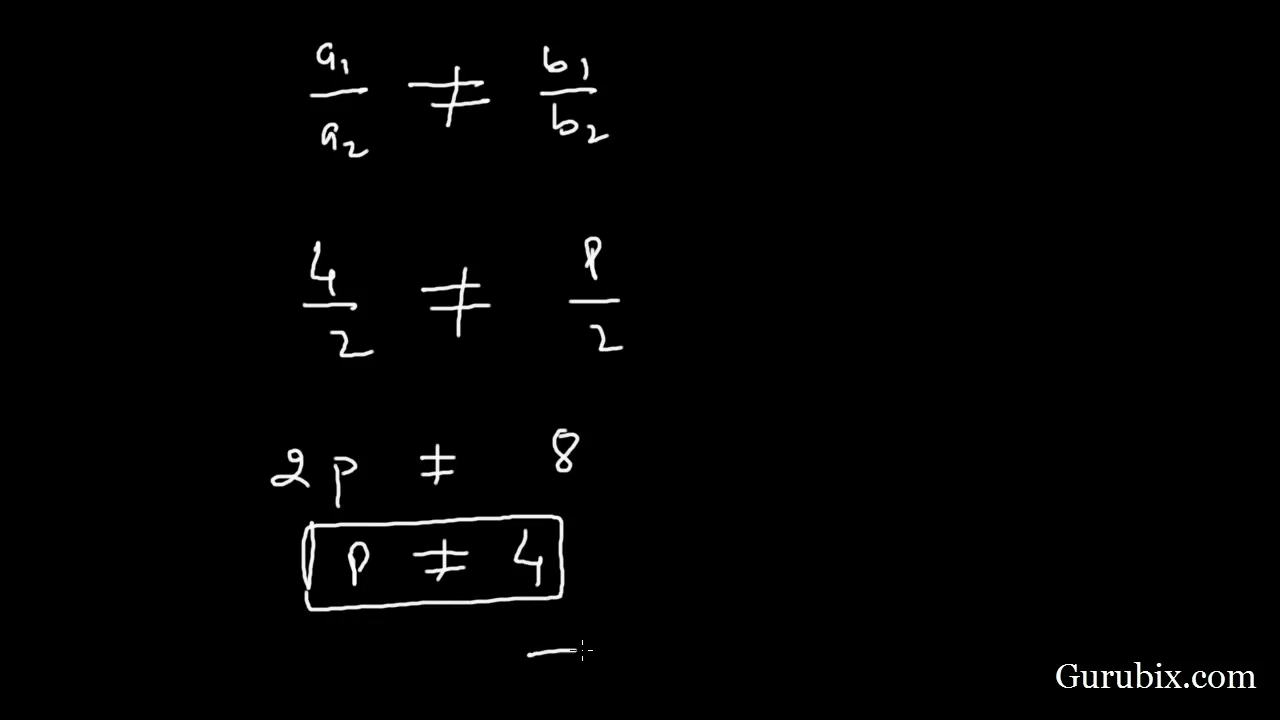 a₁/a₂ ≠ b₁/b₂
4/2 ≠ p/2
2p ≠ 8
p ≠ 4
Gurubix.com